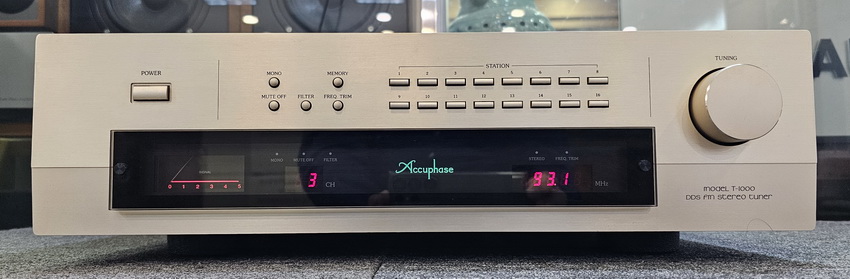 POWER
MONO
MEMORY
MUTE OFF
FILTER
FREQ. TRIM
STATION
1 2 3 4 5 6 7 8
9 10 11 12 13 14 15 16
TUNING
SIGNAL
0 1 2 3 4 5
MONO MUTE OFF FILTER
3 CH
Accuphase
STEREO FREQ. TRIM
93.1 MHz
MODEL T-1000
DDS FM STEREO TUNER
A